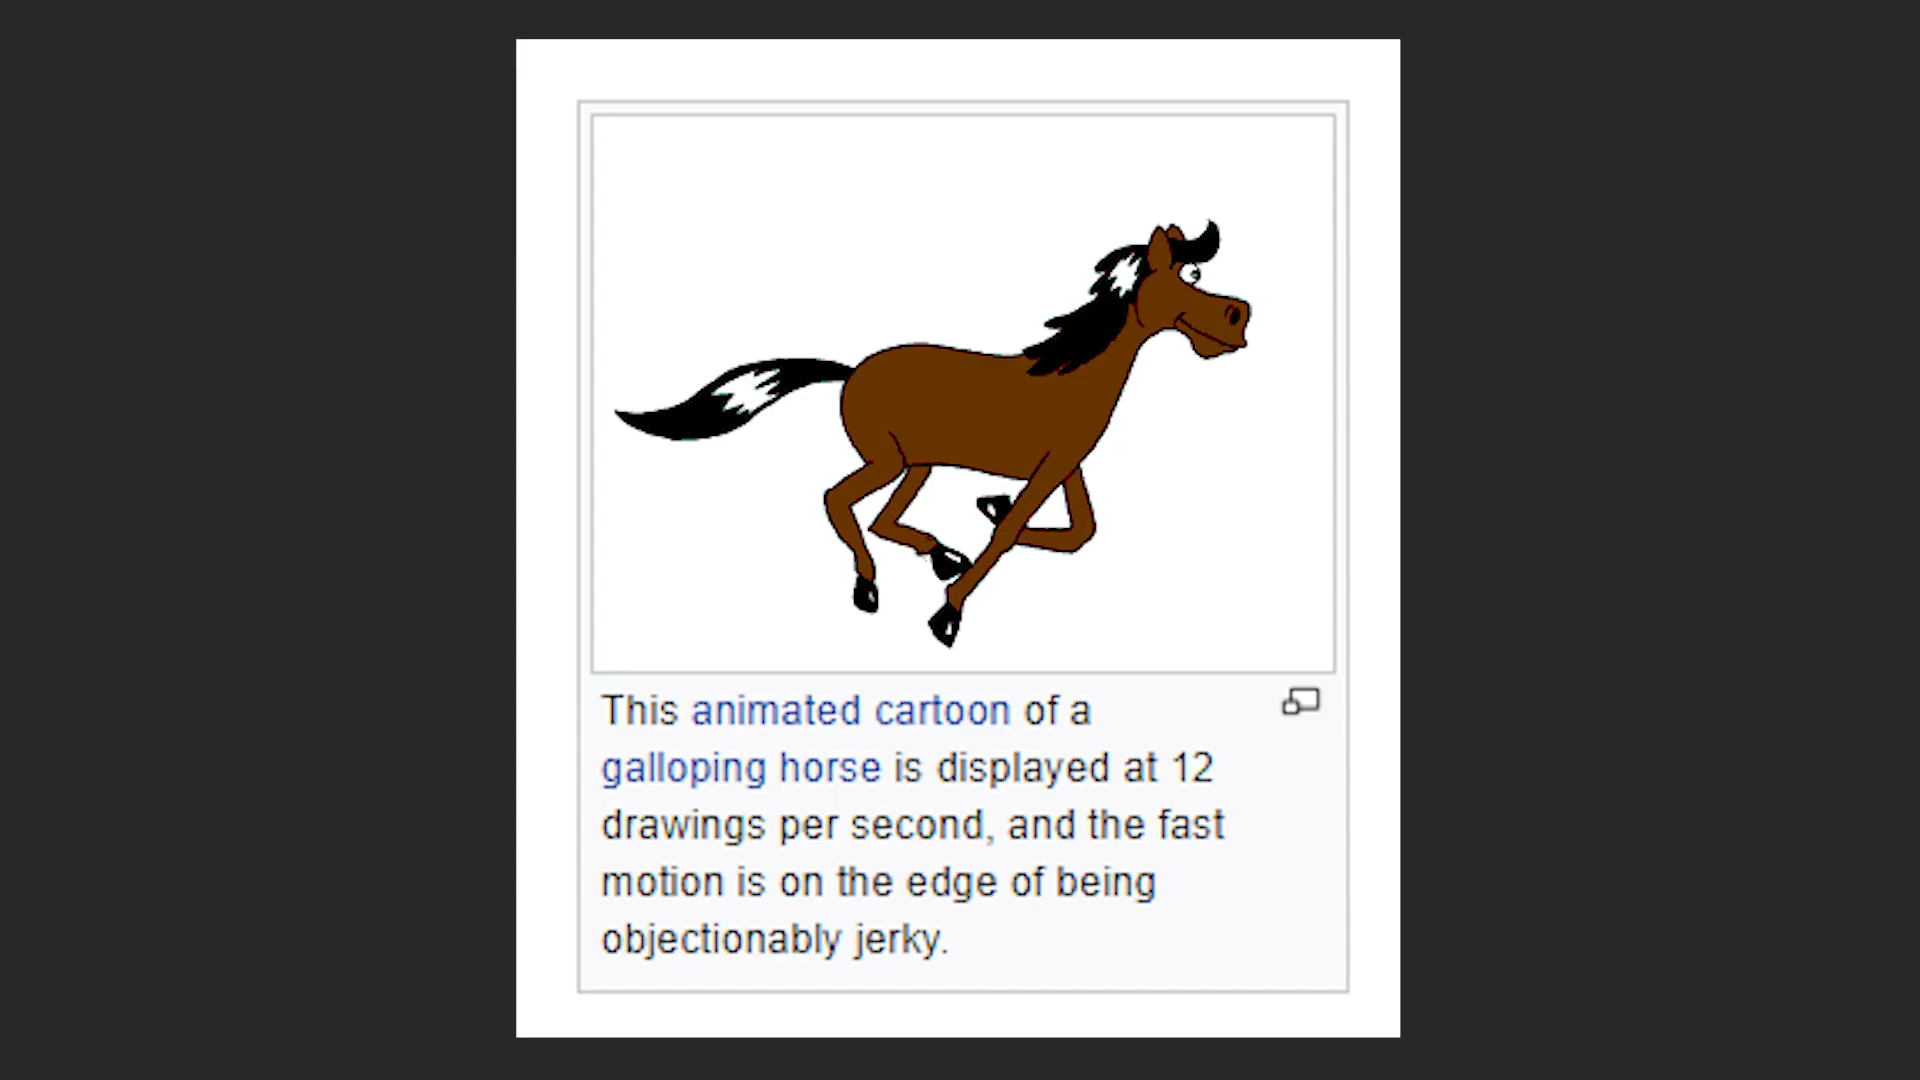 This animated cartoon of a
galloping horse is displayed at 12
drawings per second, and the fast
motion is on the edge of being
objectionably jerky.